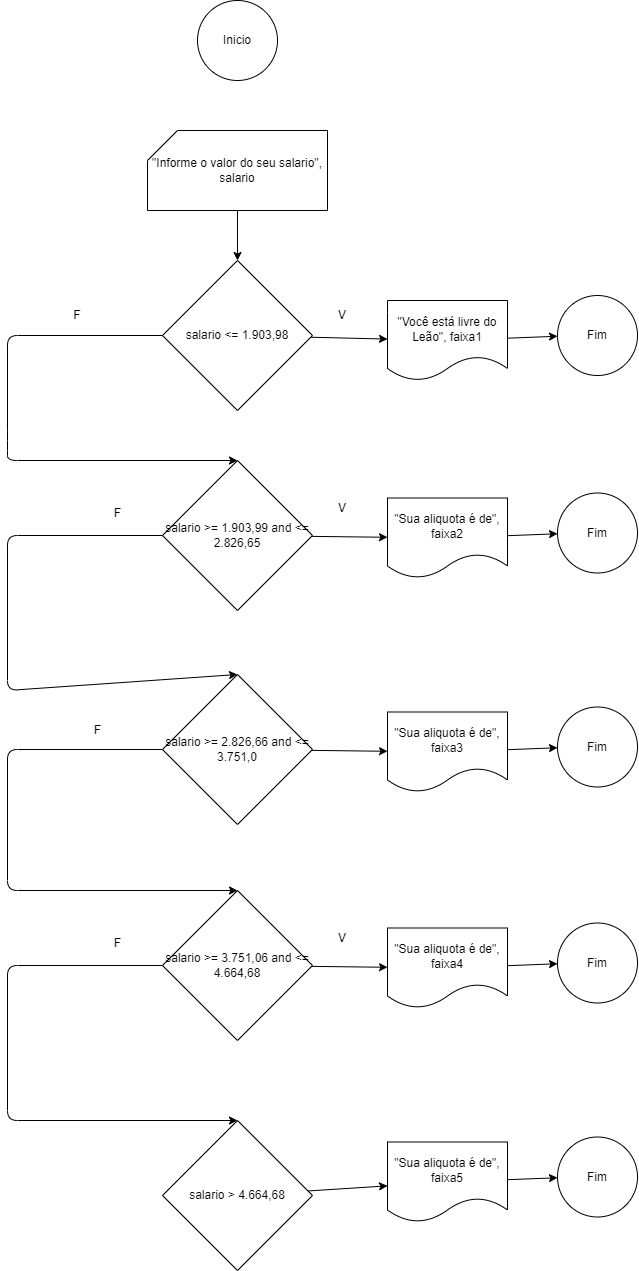 Inicio
"Informe o valor do seu salario",
salario
F
V
salario <= 1.903,98
"Você está livre do
Leão", faixa1
Fim
F
V
salario >= 1.903,99 and <=
2.826,65
"Sua aliquota é de",
faixa2
Fim
F
salario >= 2.826,66 and <=
3.751,0
"Sua aliquota é de",
faixa3
Fim
F
V
salario >= 3.751,06 and <=
4.664,68
"Sua aliquota é de",
faixa4
Fim
salario > 4.664,68
"Sua aliquota é de",
faixa5
Fim